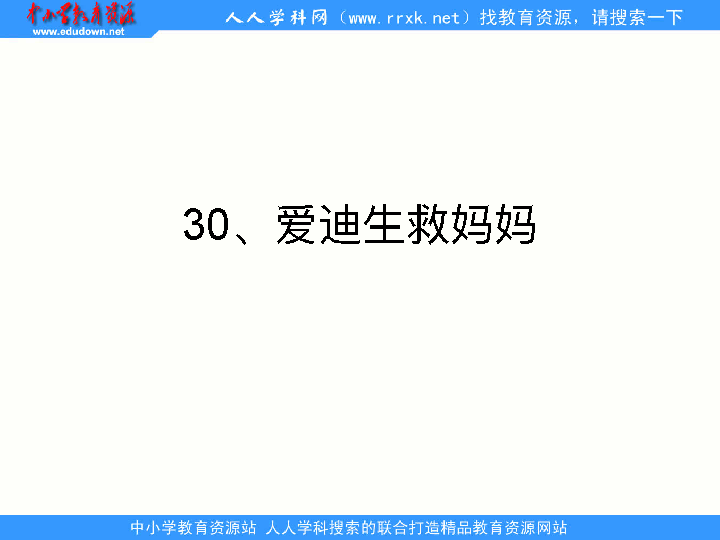 中小学教育资源
www.edudown.net
人人学科网（www.rrxk.net）找教育资源，请搜索一下
30、爱迪生救妈妈
中小学教育资源站 人人学科搜索的联合打造精品教育资源网站